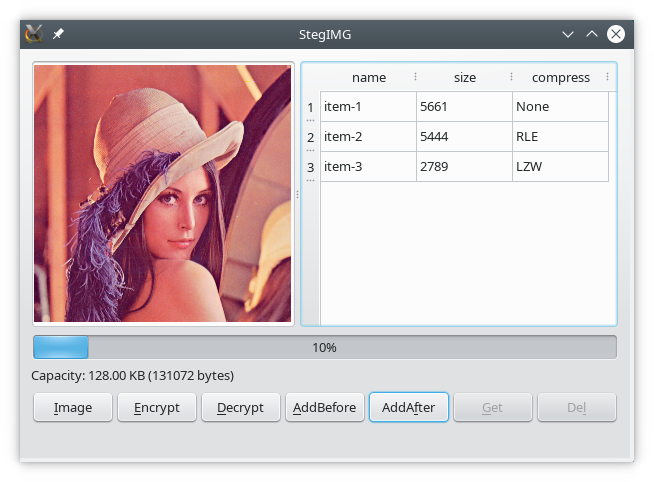 StegIMG
name size compress
1 item-1 5661 None
2 item-2 5444 RLE
3 item-3 2789 LZW
10%
Capacity: 128.00 KB (131072 bytes)
Image Encrypt Decrypt AddBefore AddAfter Get Del